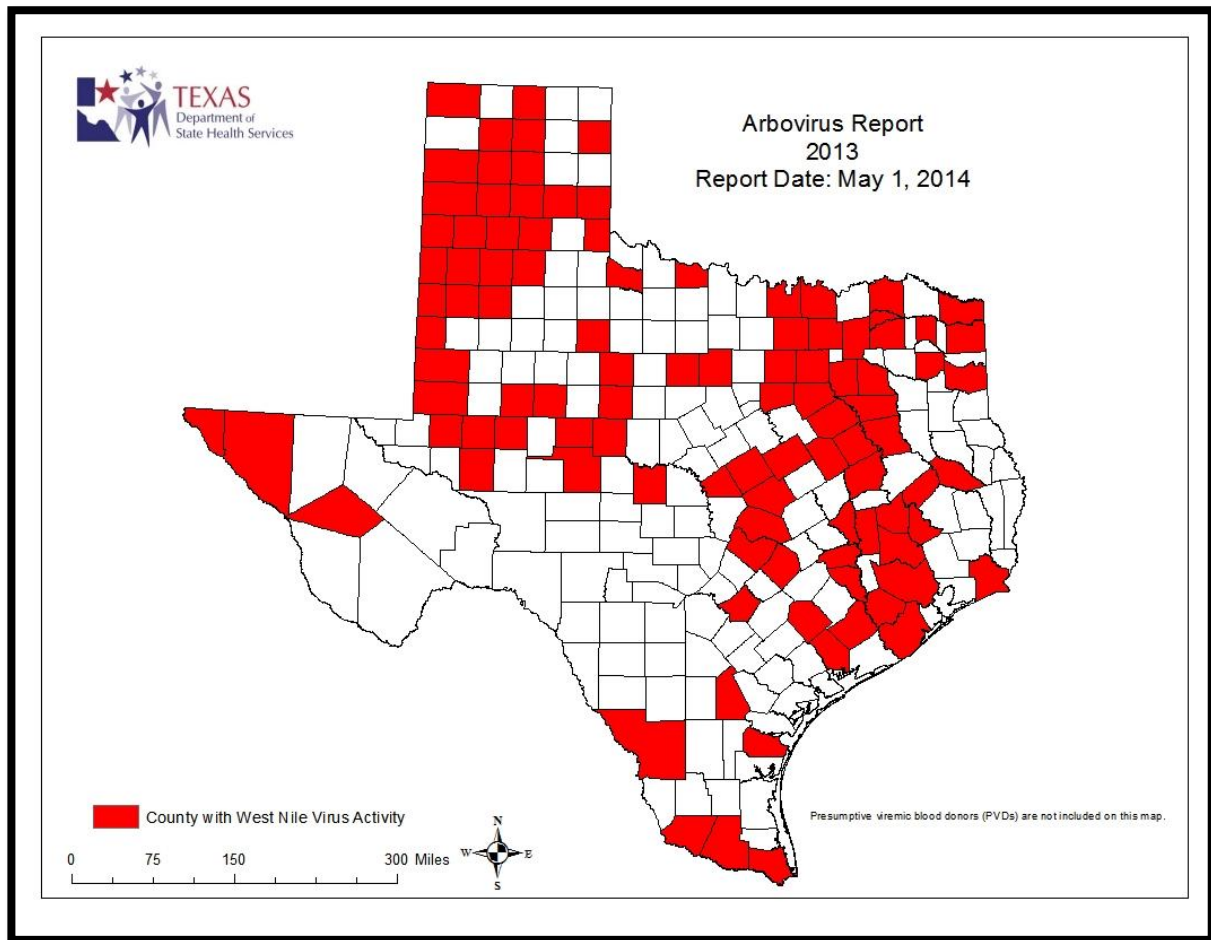 TEXAS
Department of
State Health Services
Arbovirus Report
2013
Report Date: May 1, 2014
County with West Nile Virus Activity
Presumptive viremic blood donors (PVDs) are not included on this map.
0 75 150 300 Miles
N
W E
S